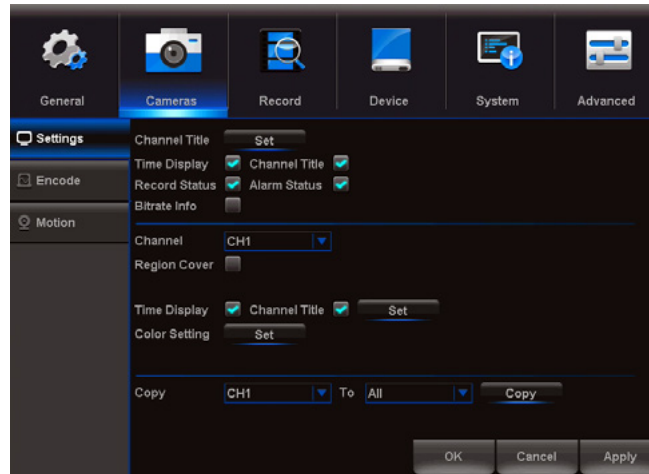 General Cameras Record Device System Advanced
Settings
Encode
Motion
Channel Title Set
Time Display Channel Title
Record Status Alarm Status
Bitrate Info
Channel CH1
Region Cover
Time Display Channel Title Set
Color Setting Set
Copy CH1 To All Copy
OK Cancel Apply